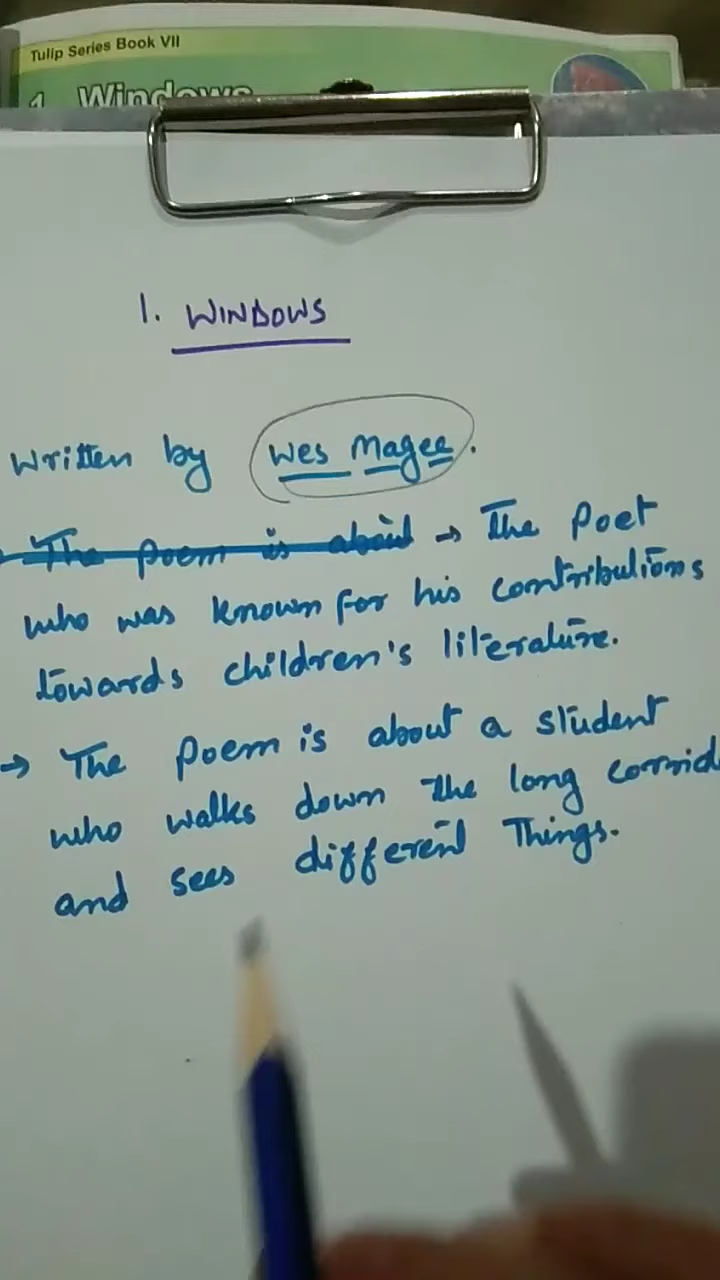 Tulip Series Book VII
1. Windows
1. WINDOWS
Written by Wes Magee.
The poem is about → The Poet
who was known for his contributions
towards children's literature.
→ The poem is about a student
who walks down the long corrid
and sees different Things.